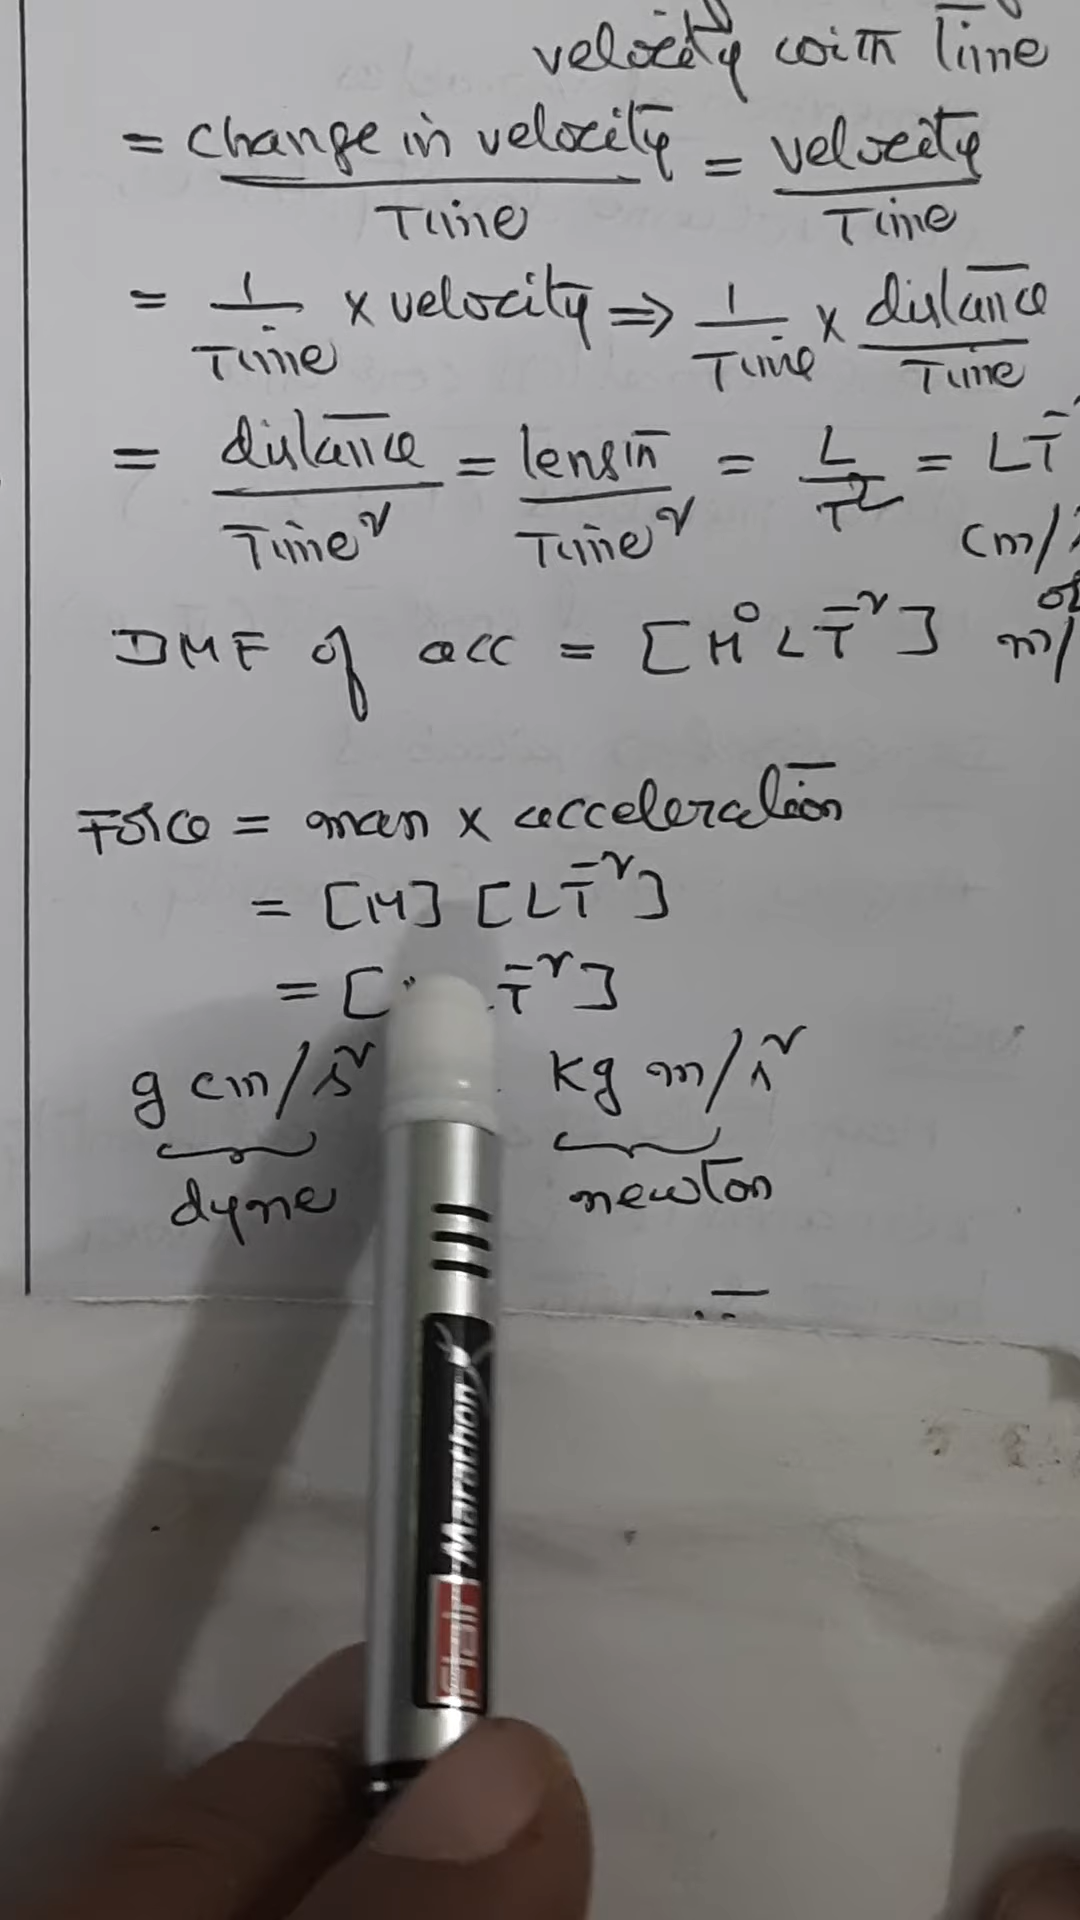 velocity with Time
= change in velocity / Time = velocity / Time
= 1 / Time × velocity ⇒ 1 / Time × distance / Time
= distance / Time² = length / Time² = L / T² = LT⁻
cm/
or
DMF of acc = [M⁰LT⁻²] m/
Force = mass × acceleration
= [M] [LT⁻²]
= [ T⁻²]
g cm/s² kg m/s²
dyne newton
Flair Marathon